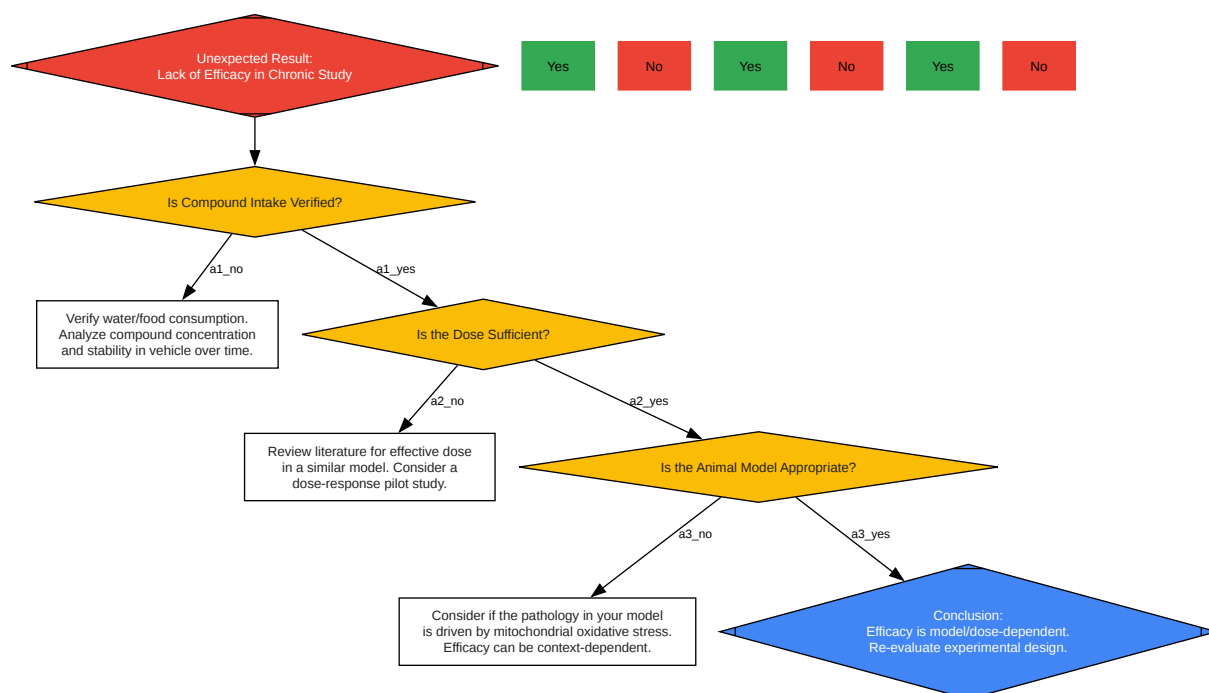 Unexpected Result:
Lack of Efficacy in Chronic Study
Yes
No
Yes
No
Yes
No
Is Compound Intake Verified?
a1_no
a1_yes
Verify water/food consumption.
Analyze compound concentration
and stability in vehicle over time.
Is the Dose Sufficient?
a2_no
a2_yes
Review literature for effective dose
in a similar model. Consider a
dose-response pilot study.
Is the Animal Model Appropriate?
a3_no
a3_yes
Consider if the pathology in your model
is driven by mitochondrial oxidative stress.
Efficacy can be context-dependent.
Conclusion:
Efficacy is model/dose-dependent.
Re-evaluate experimental design.